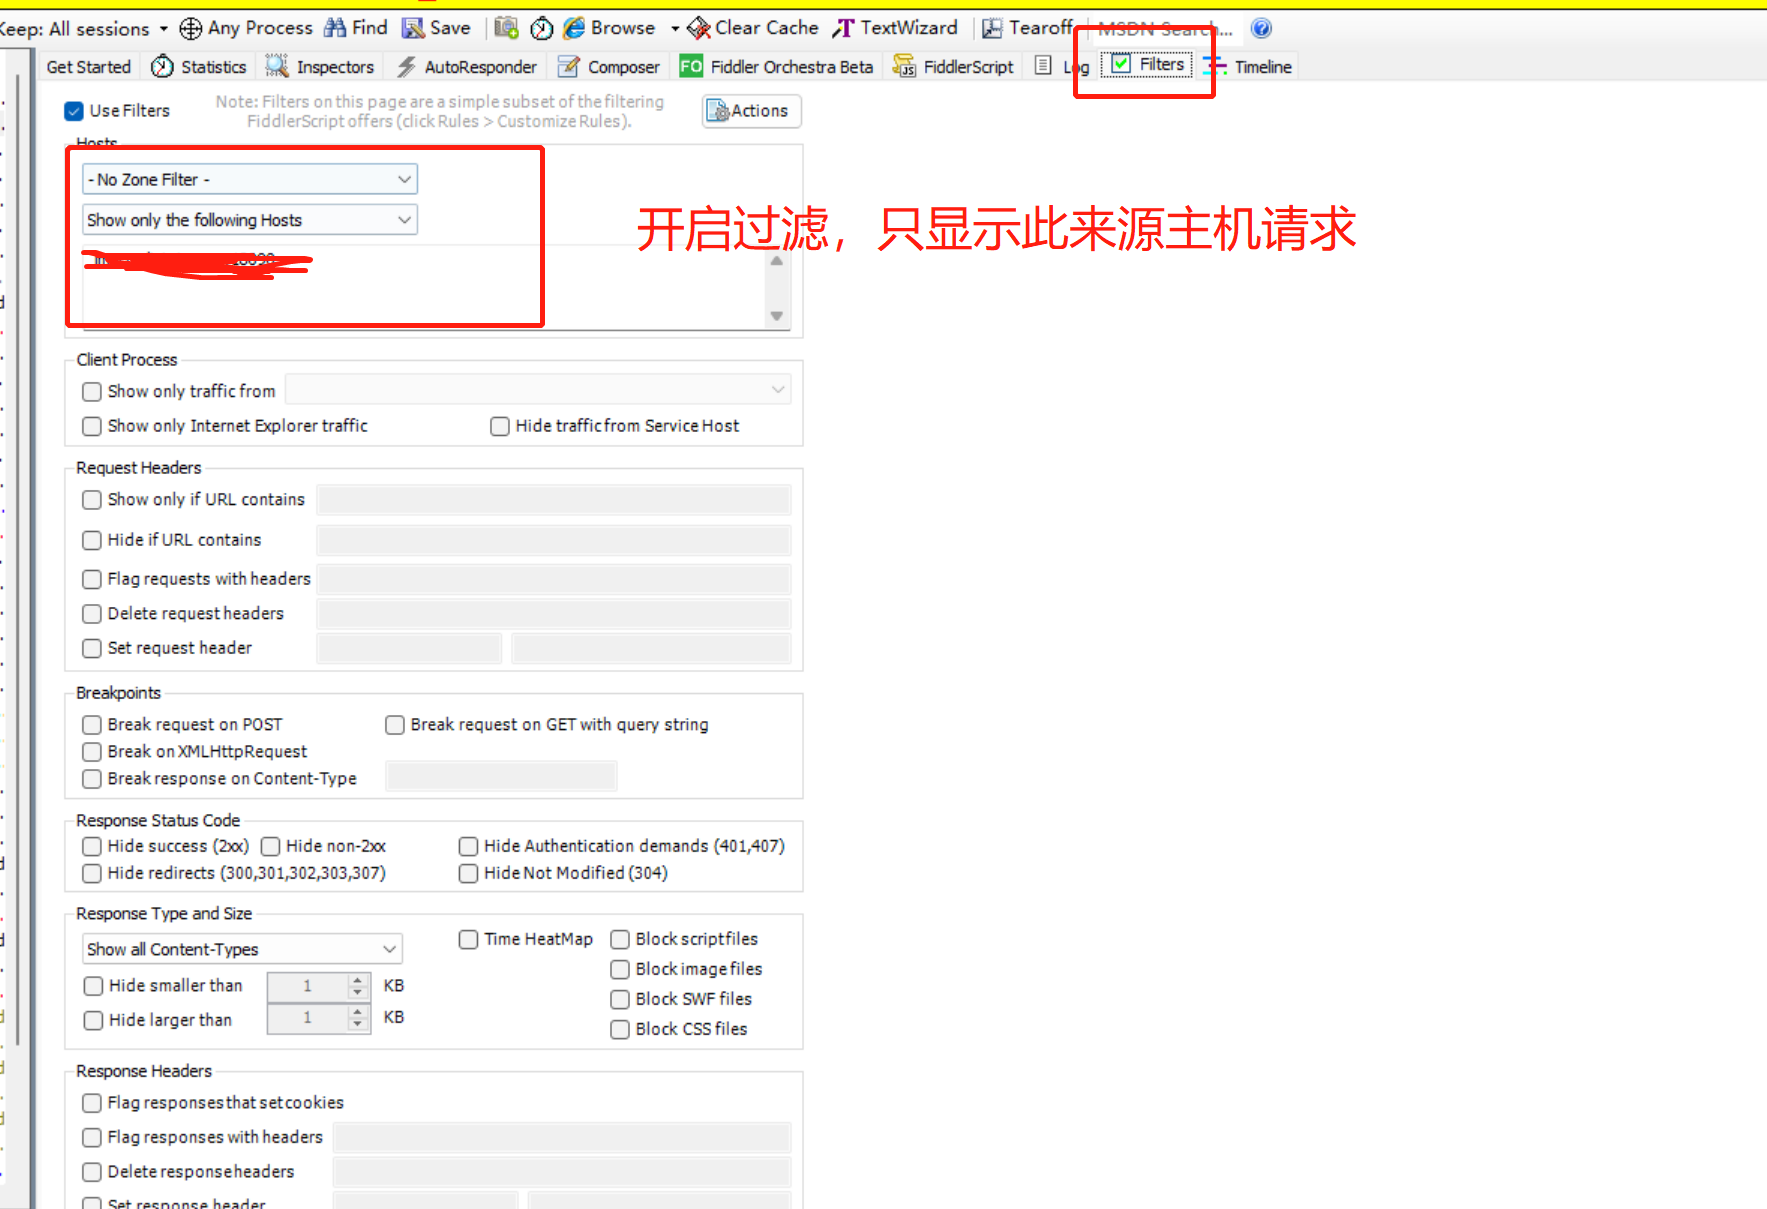 Keep: All sessions Any Process Find Save Browse Clear Cache TextWizard Tearoff MSDN Search...
Get Started Statistics Inspectors AutoResponder Composer FO Fiddler Orchestra Beta FiddlerScript Log Filters Timeline
Use Filters
Note: Filters on this page are a simple subset of the filtering
FiddlerScript offers (click Rules > Customize Rules).
Actions
Hosts
- No Zone Filter -
Show only the following Hosts
开启过滤，只显示此来源主机请求
Client Process
Show only traffic from
Show only Internet Explorer traffic Hide traffic from Service Host
Request Headers
Show only if URL contains
Hide if URL contains
Flag requests with headers
Delete request headers
Set request header
Breakpoints
Break request on POST Break request on GET with query string
Break on XMLHttpRequest
Break response on Content-Type
Response Status Code
Hide success (2xx) Hide non-2xx Hide Authentication demands (401,407)
Hide redirects (300,301,302,303,307) Hide Not Modified (304)
Response Type and Size
Show all Content-Types Time HeatMap Block script files
Block image files
Hide smaller than 1 KB
Block SWF files
Hide larger than 1 KB
Block CSS files
Response Headers
Flag responses that set cookies
Flag responses with headers
Delete response headers
Set response header